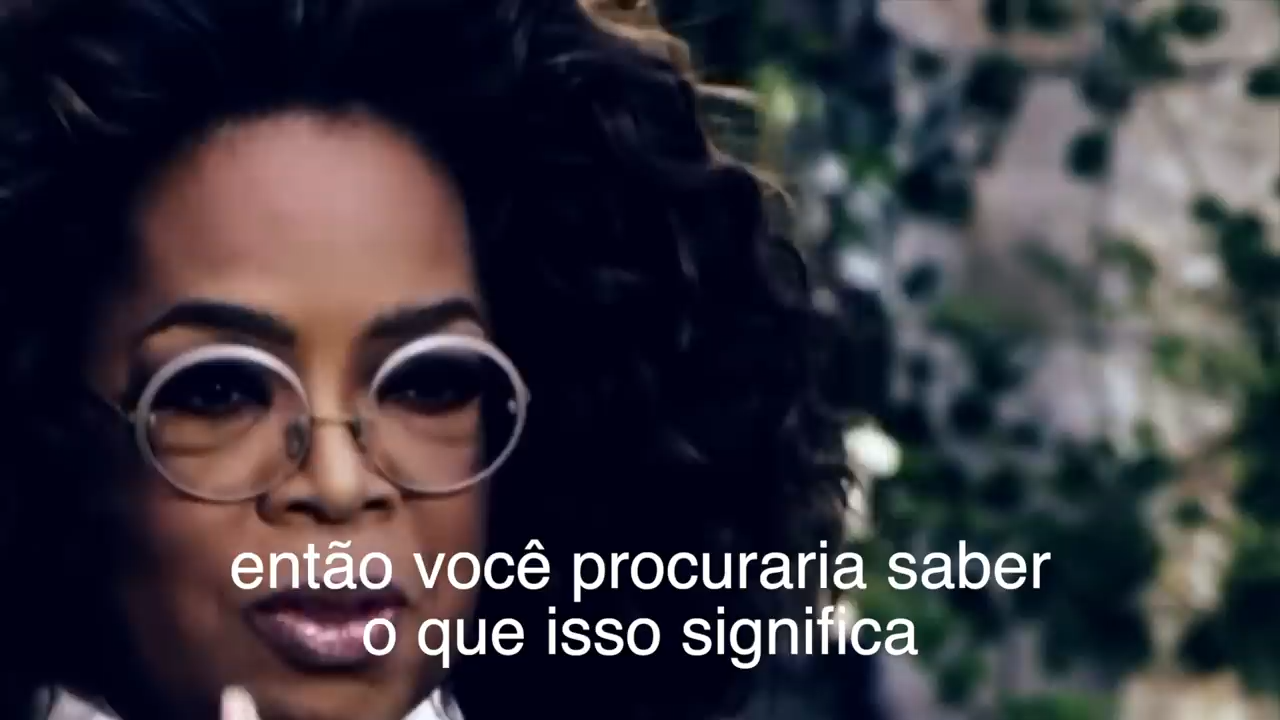 então você procuraria saber
o que isso significa